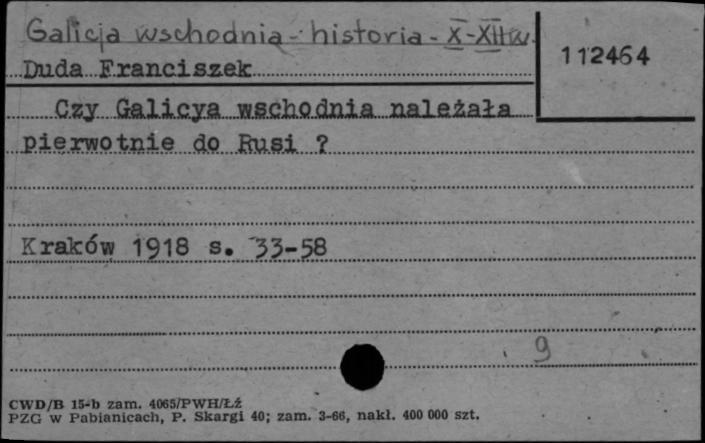 Galicja wschodnia - historia - X-XIII w.
112464
Duda Franciszek
Czy Galicya wschodnia należała
pierwotnie do Rusi ?
Kraków 1918 s. 33-58
9
CWD/B 15-b zam. 4065/PWH/Łź
PZG w Pabianicach, P. Skargi 40; zam. 3-66, nakł. 400 000 szt.